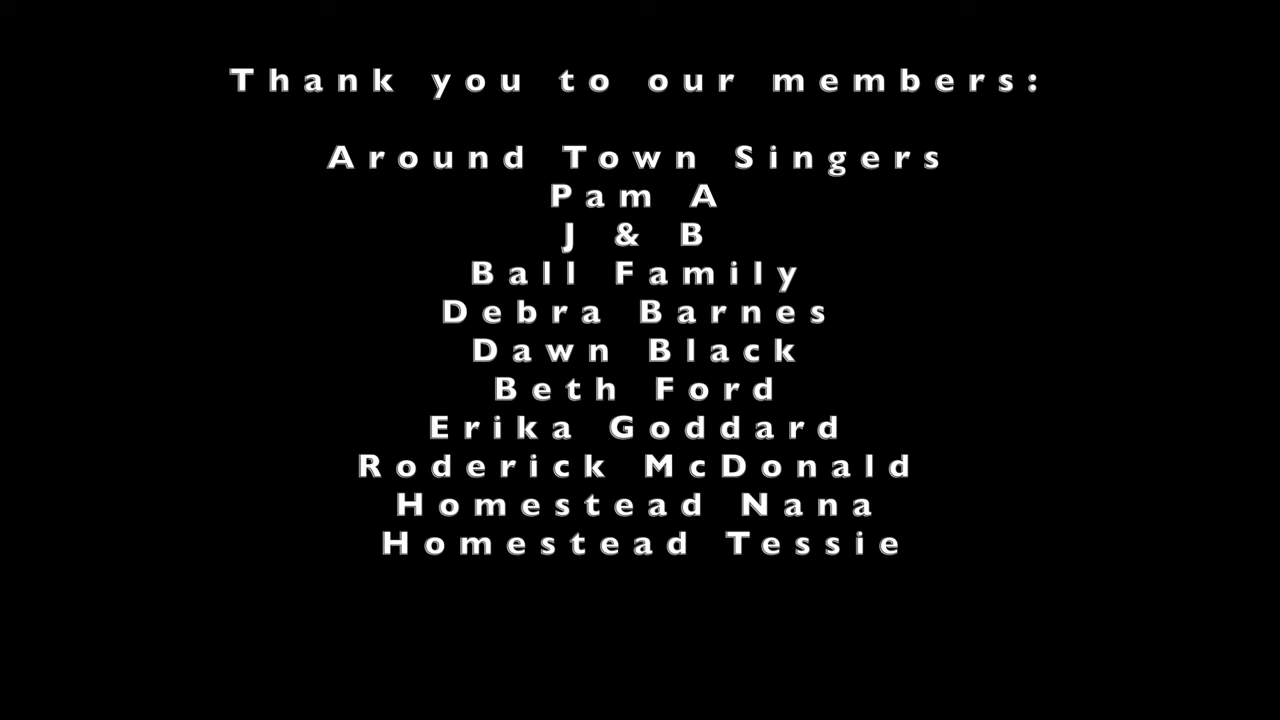 Thank you to our members:
Around Town Singers
Pam A
J & B
Ball Family
Debra Barnes
Dawn Black
Beth Ford
Erika Goddard
Roderick McDonald
Homestead Nana
Homestead Tessie